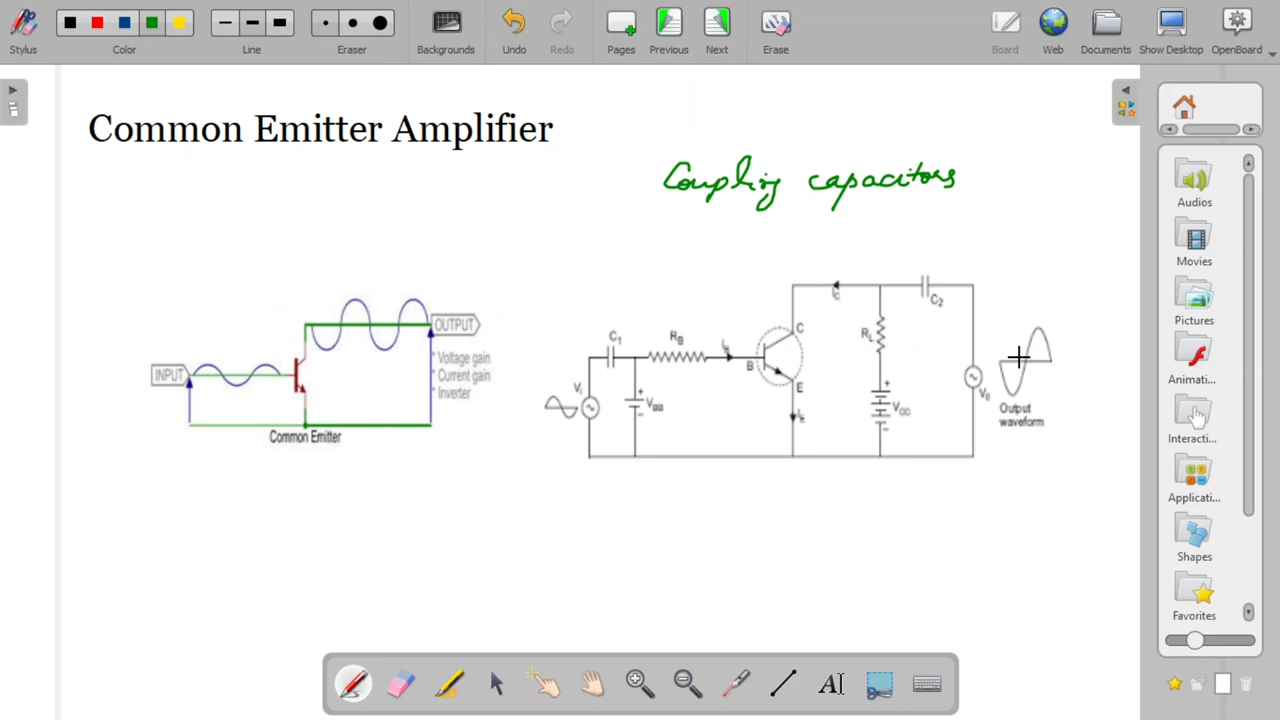 Stylus
Color
Line
Eraser
Backgrounds
Undo
Redo
Pages
Previous
Next
Erase
Board
Web
Documents
Show Desktop
OpenBoard
Common Emitter Amplifier
Coupling capacitors
INPUT
OUTPUT
Voltage gain
Current gain
Inverter
Common Emitter
C1
RB
B
C
E
Vi
VBB
RL
VCC
C2
Output
waveform
Audios
Movies
Pictures
Animati...
Interacti...
Applicati...
Shapes
Favorites